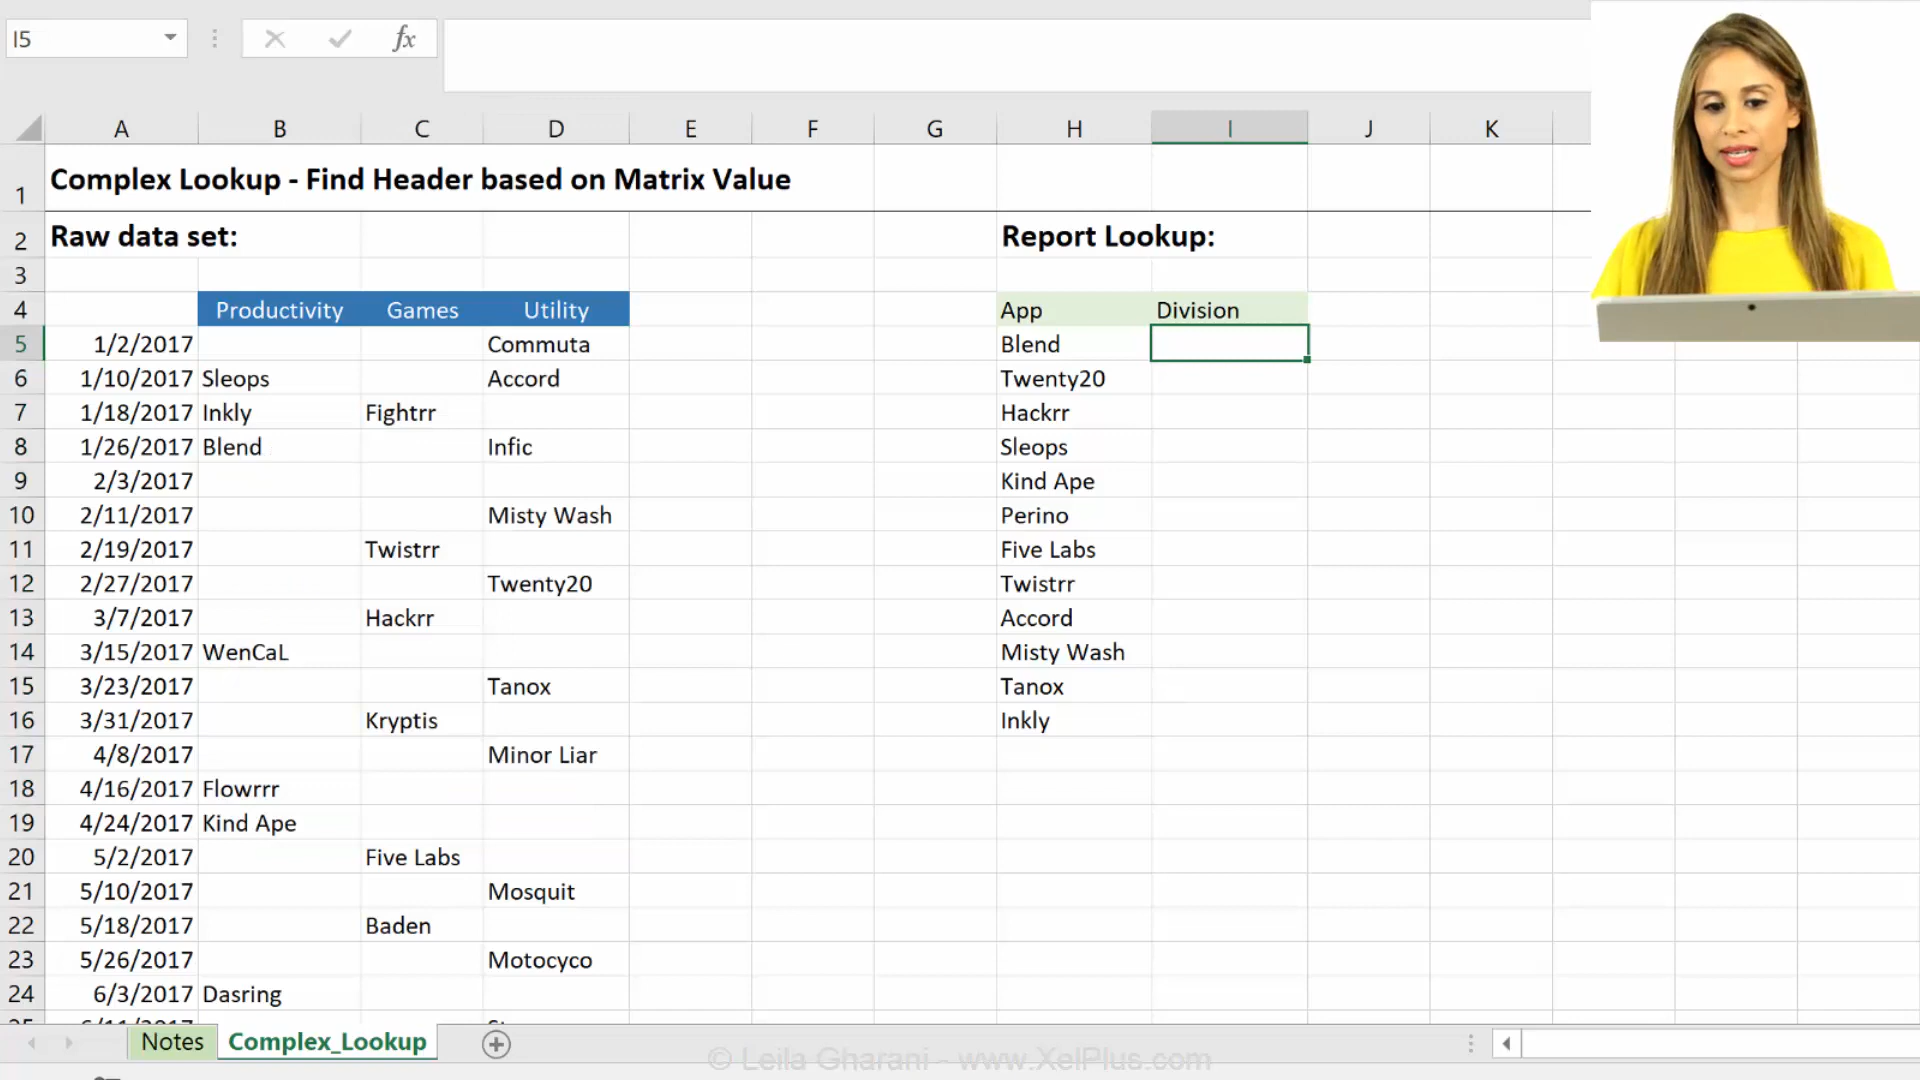 I5
fx
A B C D E F G H I J K
1 Complex Lookup - Find Header based on Matrix Value
2 Raw data set: Report Lookup:
3
4 Productivity Games Utility App Division
5 1/2/2017 Commuta Blend
6 1/10/2017 Sleops Accord Twenty20
7 1/18/2017 Inkly Fightrr Hackrr
8 1/26/2017 Blend Infic Sleops
9 2/3/2017 Kind Ape
10 2/11/2017 Misty Wash Perino
11 2/19/2017 Twistrr Five Labs
12 2/27/2017 Twenty20 Twistrr
13 3/7/2017 Hackrr Accord
14 3/15/2017 WenCaL Misty Wash
15 3/23/2017 Tanox Tanox
16 3/31/2017 Kryptis Inkly
17 4/8/2017 Minor Liar
18 4/16/2017 Flowrrr
19 4/24/2017 Kind Ape
20 5/2/2017 Five Labs
21 5/10/2017 Mosquit
22 5/18/2017 Baden
23 5/26/2017 Motocyco
24 6/3/2017 Dasring
Notes Complex_Lookup
© Leila Gharani - www.XelPlus.com